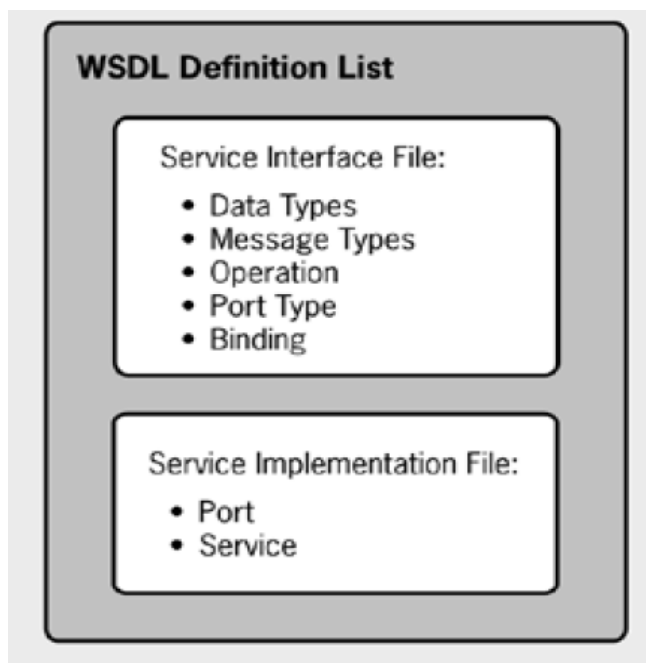 WSDL Definition List
Service Interface File:
• Data Types
• Message Types
• Operation
• Port Type
• Binding
Service Implementation File:
• Port
• Service